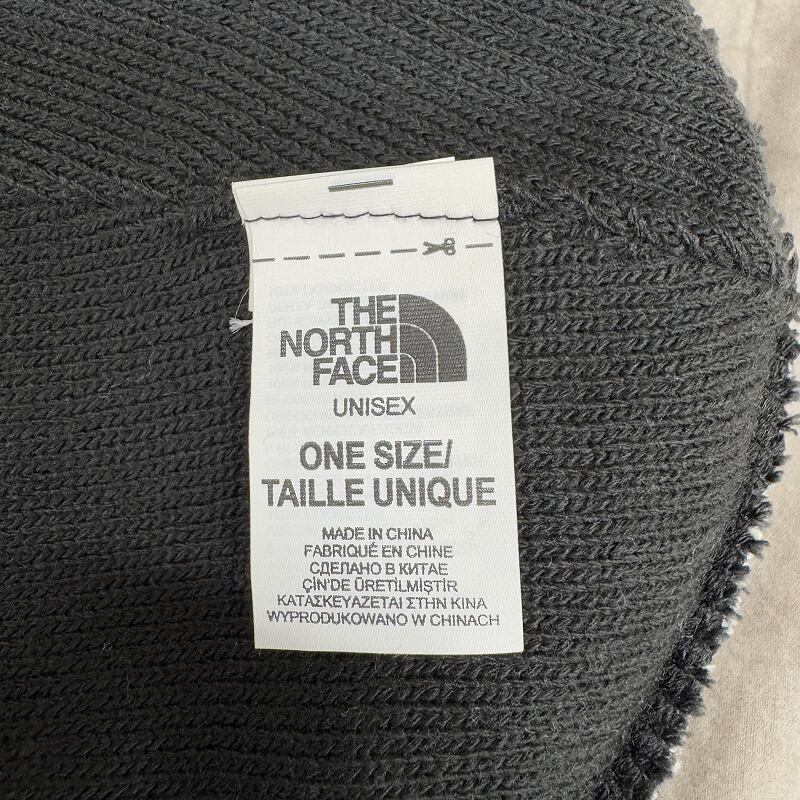 THE
NORTH
FACE
UNISEX
ONE SIZE/
TAILLE UNIQUE
MADE IN CHINA
FABRIQUÉ EN CHINE
СДЕЛАНО В КИТАЕ
ÇİN'DE ÜRETİLMİŞTİR
ΚΑΤΑΣΚΕΥΑΖΕΤΑΙ ΣΤΗΝ ΚΙΝΑ
WYPRODUKOWANO W CHINACH